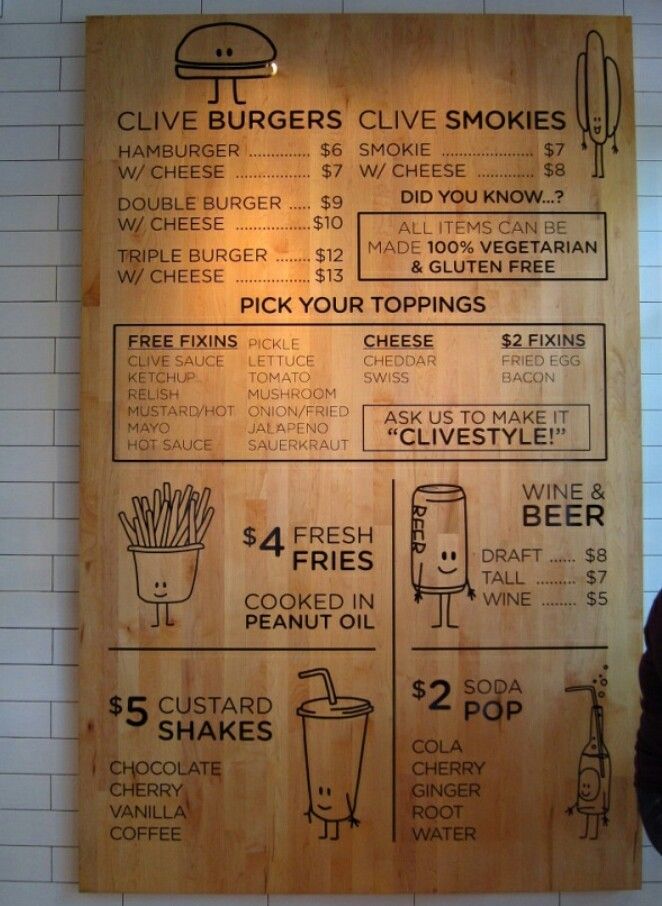 CLIVE BURGERS
HAMBURGER .............. $6
W/ CHEESE ................ $7
DOUBLE BURGER ..... $9
W/ CHEESE ............... $10
TRIPLE BURGER ........ $12
W/ CHEESE ............... $13
CLIVE SMOKIES
SMOKIE ..................... $7
W/ CHEESE ................ $8
DID YOU KNOW...?
ALL ITEMS CAN BE
MADE 100% VEGETARIAN
& GLUTEN FREE
PICK YOUR TOPPINGS
FREE FIXINS
CLIVE SAUCE
KETCHUP
RELISH
MUSTARD/HOT
MAYO
HOT SAUCE
PICKLE
LETTUCE
TOMATO
MUSHROOM
ONION/FRIED
JALAPENO
SAUERKRAUT
CHEESE
CHEDDAR
SWISS
$2 FIXINS
FRIED EGG
BACON
ASK US TO MAKE IT
“CLIVESTYLE!”
$4 FRESH
FRIES
COOKED IN
PEANUT OIL
BEER
WINE &
BEER
DRAFT ...... $8
TALL ......... $7
WINE ........ $5
$5 CUSTARD
SHAKES
CHOCOLATE
CHERRY
VANILLA
COFFEE
$2 SODA
POP
COLA
CHERRY
GINGER
ROOT
WATER